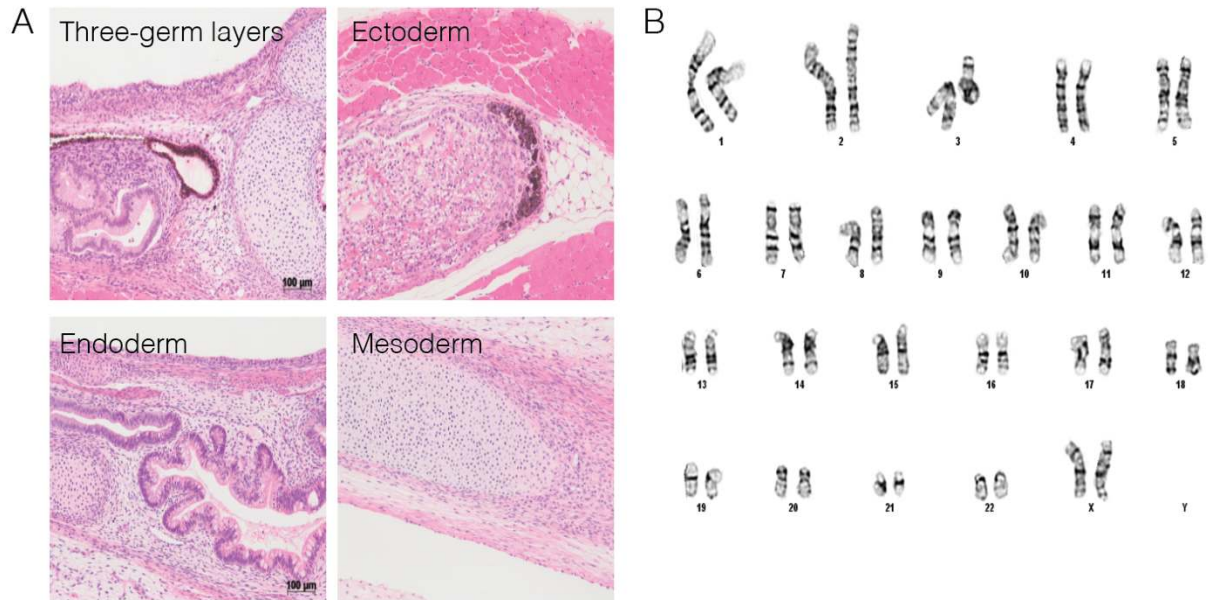 A
Three-germ layers
100 µm
Ectoderm
Endoderm
100 µm
Mesoderm
B
1 2 3 4 5
6 7 8 9 10 11 12
13 14 15 16 17 18
19 20 21 22 X Y